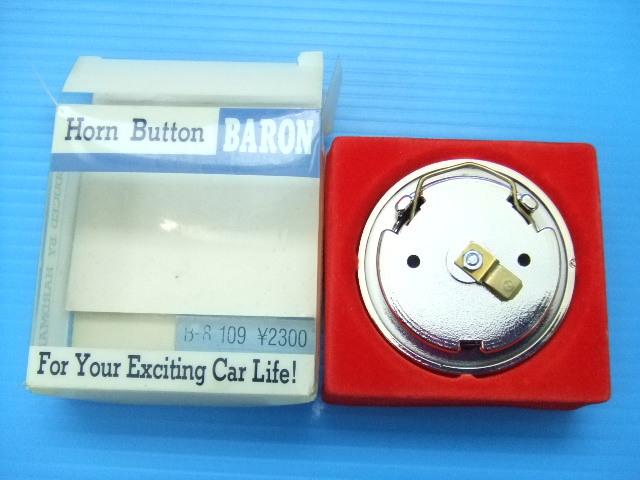 Horn Button BARON
B-8 109 ¥2300
For Your Exciting Car Life!